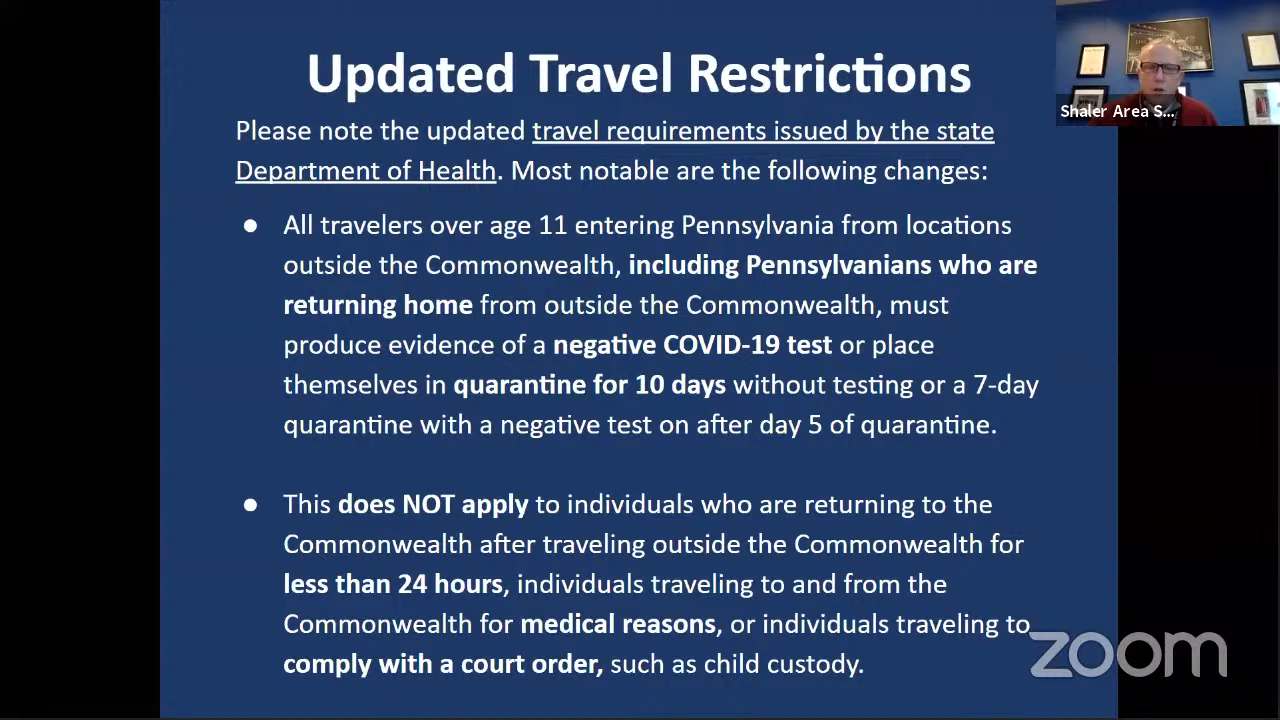 Updated Travel Restrictions
Please note the updated travel requirements issued by the state
Department of Health. Most notable are the following changes:
● All travelers over age 11 entering Pennsylvania from locations
outside the Commonwealth, including Pennsylvanians who are
returning home from outside the Commonwealth, must
produce evidence of a negative COVID-19 test or place
themselves in quarantine for 10 days without testing or a 7-day
quarantine with a negative test on after day 5 of quarantine.
● This does NOT apply to individuals who are returning to the
Commonwealth after traveling outside the Commonwealth for
less than 24 hours, individuals traveling to and from the
Commonwealth for medical reasons, or individuals traveling to
comply with a court order, such as child custody.
Shaler Area S...
zoom